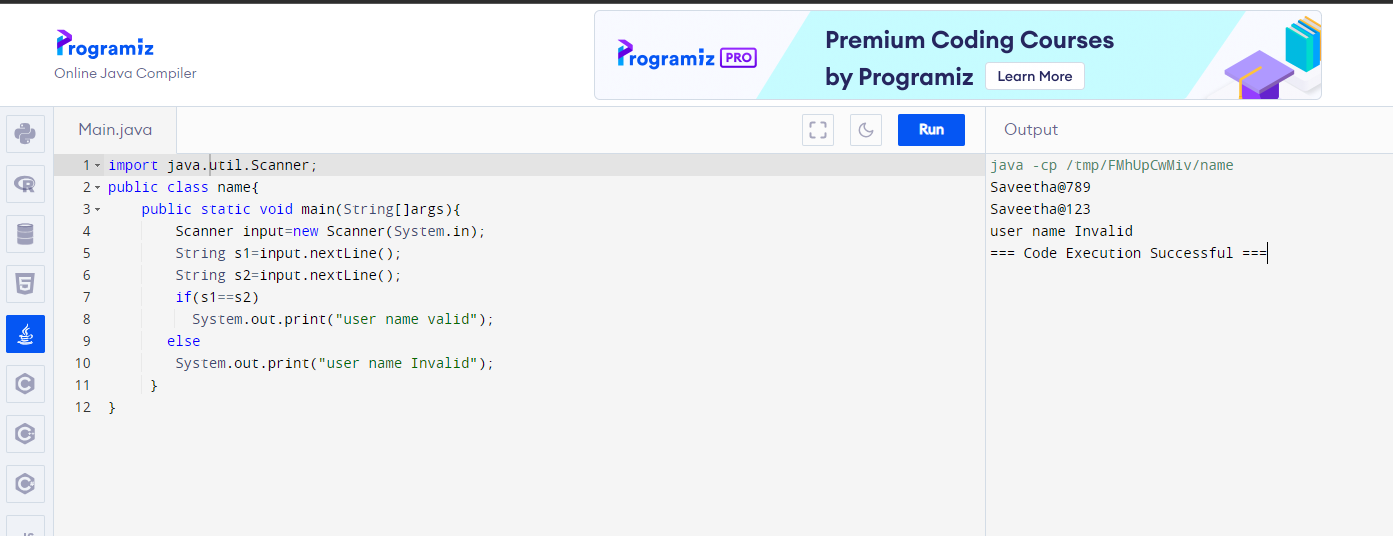 Programiz
Online Java Compiler
Programiz PRO
Premium Coding Courses
by Programiz
Learn More
Main.java
Run
Output
1 import java.util.Scanner;
2 public class name{
3 public static void main(String[]args){
4 Scanner input=new Scanner(System.in);
5 String s1=input.nextLine();
6 String s2=input.nextLine();
7 if(s1==s2)
8 System.out.print("user name valid");
9 else
10 System.out.print("user name Invalid");
11 }
12 }
java -cp /tmp/FMhUpCwMiv/name
Saveetha@789
Saveetha@123
user name Invalid
=== Code Execution Successful ===